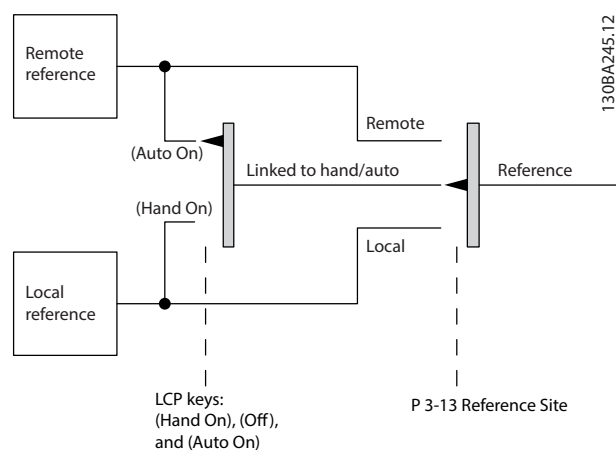 Remote
reference
130BA245.12
Remote
(Auto On)
Linked to hand/auto
Reference
(Hand On)
Local
Local
reference
LCP keys:
(Hand On), (Off),
and (Auto On)
P 3-13 Reference Site